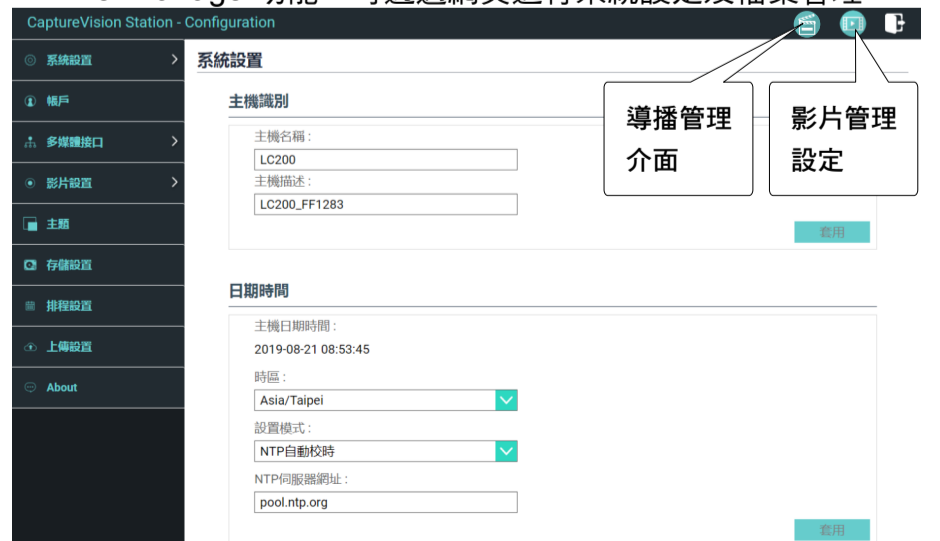 CaptureVision Station - Configuration
系統設置
帳戶
多媒體接口
影片設置
主題
存儲設置
排程設置
上傳設置
About
系統設置
主機識別
主機名稱 :
LC200
主機描述 :
LC200_FF1283
套用
日期時間
主機日期時間 :
2019-08-21 08:53:45
時區 :
Asia/Taipei
設置模式 :
NTP自動校時
NTP伺服器網址 :
pool.ntp.org
套用
導播管理
介面
影片管理
設定